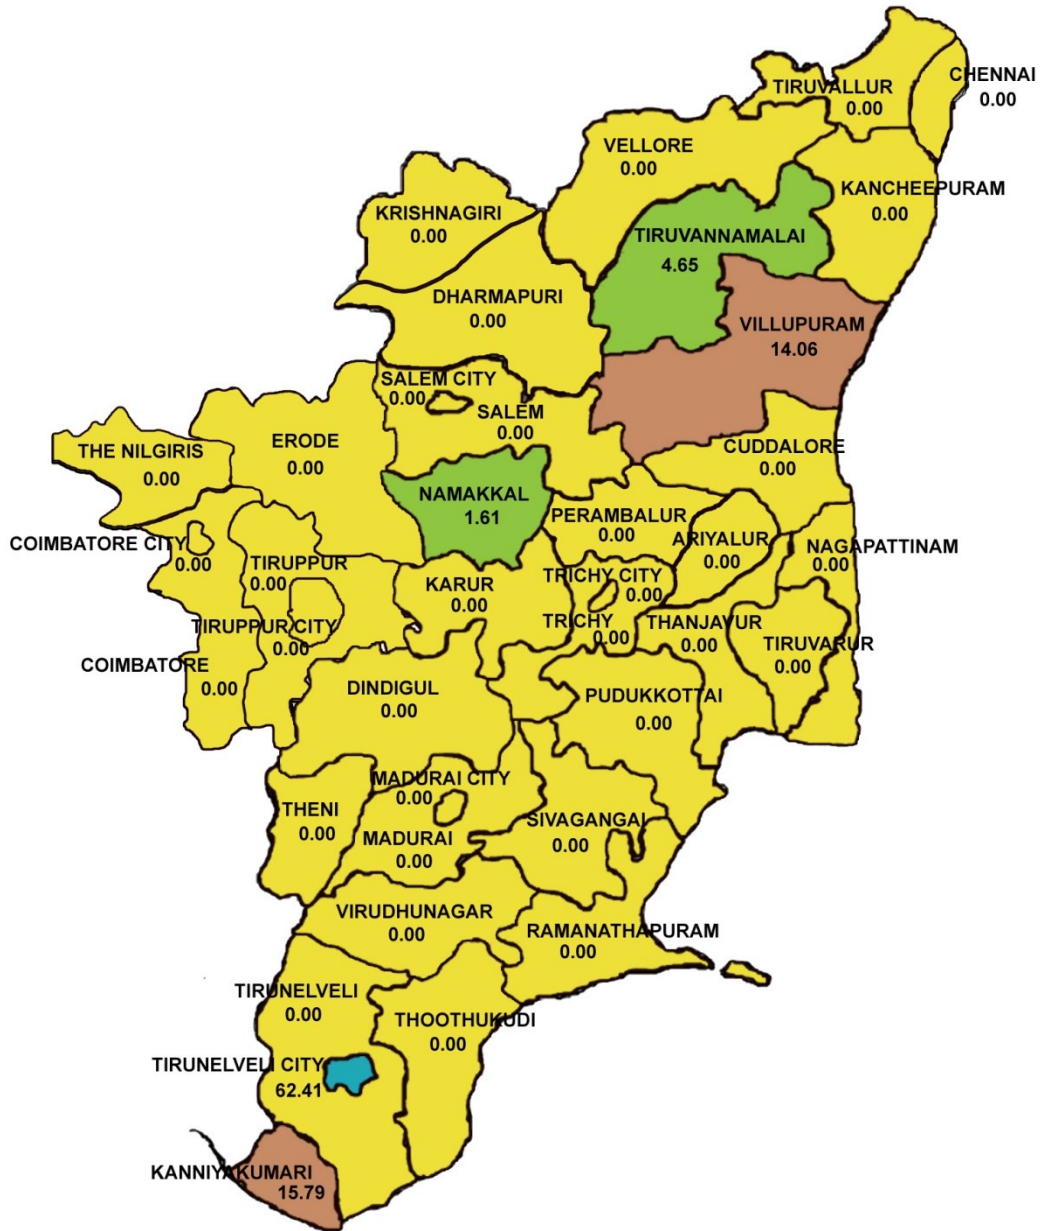 CHENNAI
0.00
TIRUVALLUR
0.00
VELLORE
0.00
KANCHEEPURAM
0.00
KRISHNAGIRI
0.00
TIRUVANNAMALAI
4.65
DHARMAPURI
0.00
VILLUPURAM
14.06
SALEM CITY
0.00
SALEM
0.00
ERODE
0.00
THE NILGIRIS
0.00
CUDDALORE
0.00
NAMAKKAL
1.61
PERAMBALUR
0.00
ARIYALUR
0.00
NAGAPATTINAM
0.00
COIMBATORE CITY
0.00
TIRUPPUR
0.00
KARUR
0.00
TRICHY CITY
0.00
TRICHY
0.00
THANJAVUR
0.00
TIRUVARUR
0.00
TIRUPPUR CITY
0.00
COIMBATORE
0.00
DINDIGUL
0.00
PUDUKKOTTAI
0.00
MADURAI CITY
0.00
THENI
0.00
MADURAI
0.00
SIVAGANGAI
0.00
VIRUDHUNAGAR
0.00
RAMANATHAPURAM
0.00
TIRUNELVELI
0.00
THOOTHUKUDI
0.00
TIRUNELVELI CITY
62.41
KANNIYAKUMARI
15.79